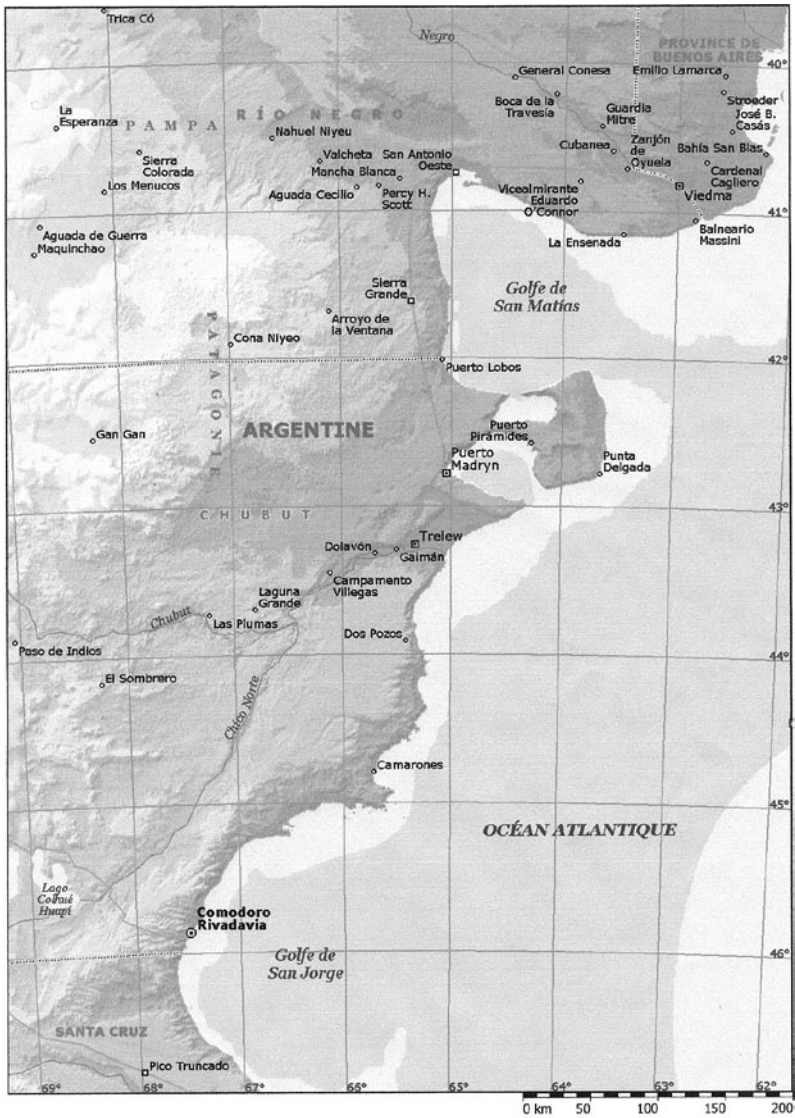 Trica Có
Negro
PROVINCE DE
BUENOS AIRES
40°
General Conesa
Emilio Lamarca
Boca de la
Travesía
Stroeder
La
Esperanza
PAMPA
RÍO NEGRO
Guardia
Mitre
José B.
Casás
Nahuel Niyeu
Sierra
Colorada
Valcheta
San Antonio
Oeste
Cubanea
Zanjón
de
Oyuela
Bahía San Blas
Mancha Blanca
Cardenal
Cagliero
Los Menucos
Aguada Cecilio
Percy H.
Scott
Vicealmirante
Eduardo
O'Connor
Viedma
41°
Aguada de Guerra
Maquinchao
La Ensenada
Balneario
Massini
Sierra
Grande
Golfe de
San Matías
Arroyo de
la Ventana
Cona Niyeo
PATAGONIE
Puerto Lobos
42°
Gan Gan
ARGENTINE
Puerto
Pirámides
Puerto
Madryn
Punta
Delgada
CHUBUT
43°
Trelew
Dolavón
Gaimán
Campamento
Villegas
Laguna
Grande
Chubut
Las Plumas
Dos Pozos
Paso de Indios
44°
El Sombrero
Chico Norte
Camarones
45°
OCÉAN ATLANTIQUE
Lago
Colhué
Huapí
Comodoro
Rivadavia
Golfe de
San Jorge
46°
SANTA CRUZ
Pico Truncado
69°
68°
67°
66°
65°
64°
63°
62°
0 km 50 100 150 200